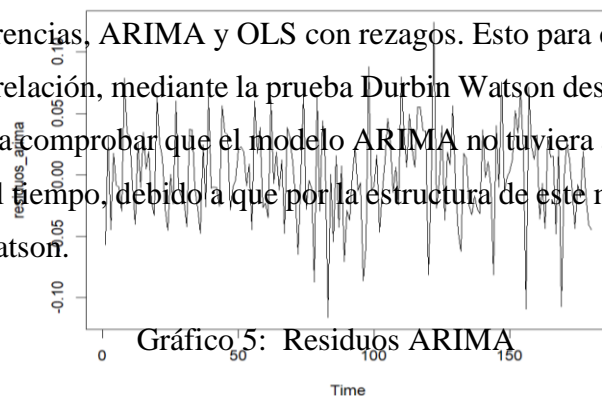 rencias, ARIMA y OLS con rezagos. Esto para
relación, mediante la prueba Durbin Watson des
a comprobar que el modelo ARIMA no tuviera
l tiempo, debido a que por la estructura de este
atson.
residuos_arima
0.10
0.05
0.00
-0.05
-0.10
Gráfico 5: Residuos ARIMA
0
50
100
150
Time